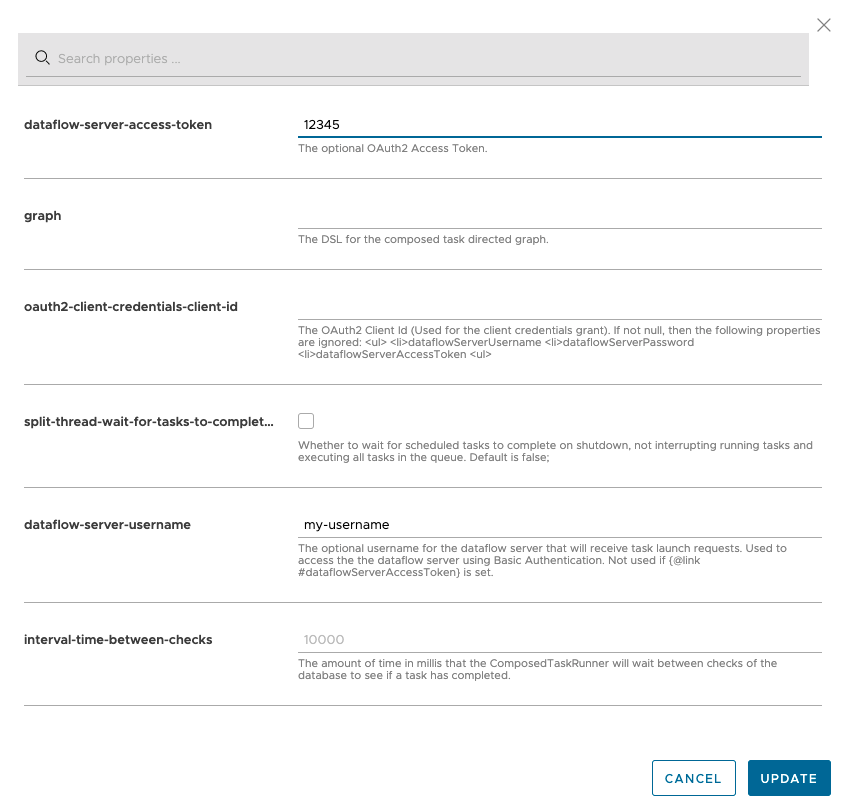 Search properties ...
dataflow-server-access-token
12345
The optional OAuth2 Access Token.
graph
The DSL for the composed task directed graph.
oauth2-client-credentials-client-id
The OAuth2 Client Id (Used for the client credentials grant). If not null, then the following properties
are ignored: <ul> <li>dataflowServerUsername <li>dataflowServerPassword
<li>dataflowServerAccessToken <ul>
split-thread-wait-for-tasks-to-complet...
Whether to wait for scheduled tasks to complete on shutdown, not interrupting running tasks and
executing all tasks in the queue. Default is false;
dataflow-server-username
my-username
The optional username for the dataflow server that will receive task launch requests. Used to
access the the dataflow server using Basic Authentication. Not used if {@link
#dataflowServerAccessToken} is set.
interval-time-between-checks
10000
The amount of time in millis that the ComposedTaskRunner will wait between checks of the
database to see if a task has completed.
CANCEL
UPDATE